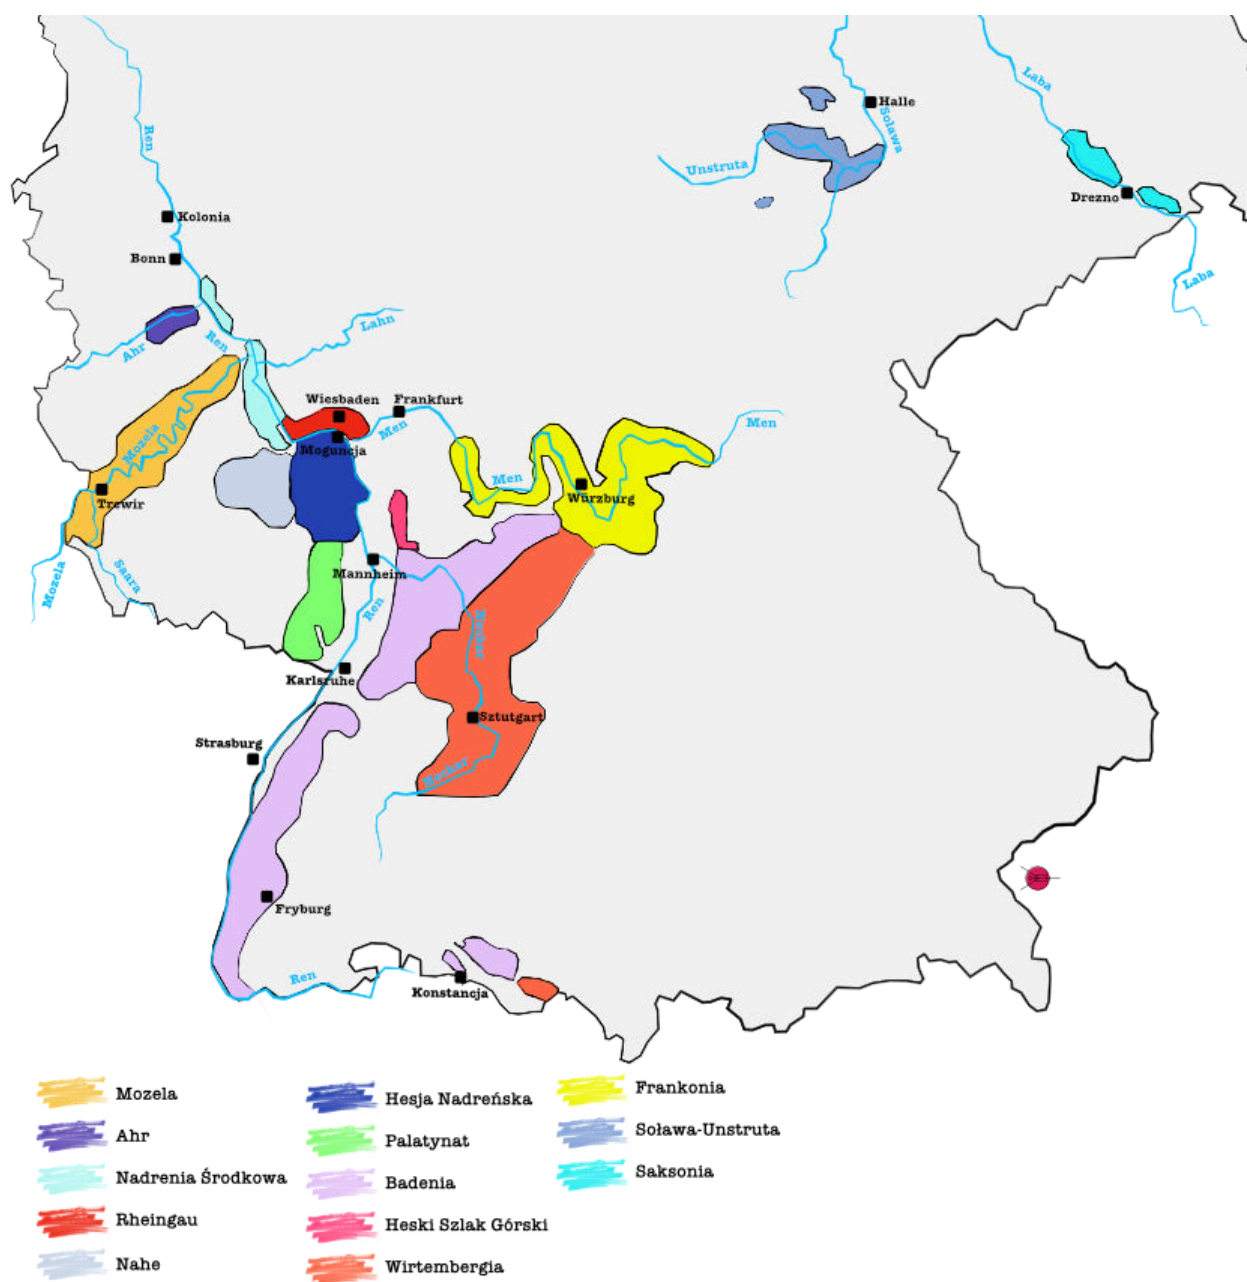 Ren
Laba
Halle
Soława
Unstruta
Drezno
Kolonia
Bonn
Laba
Ahr
Ren
Lahn
Wiesbaden
Frankfurt
Men
Men
Moguncja
Mozela
Men
Würzburg
Trewir
Mozela
Saara
Mannheim
Ren
Neckar
Karlsruhe
Sztutgart
Strasburg
Neckar
Fryburg
Ren
Konstancja
Mozela
Ahr
Nadrenia Środkowa
Rheingau
Nahe
Hesja Nadreńska
Palatynat
Badenia
Heski Szlak Górski
Wirtembergia
Frankonia
Soława-Unstruta
Saksonia